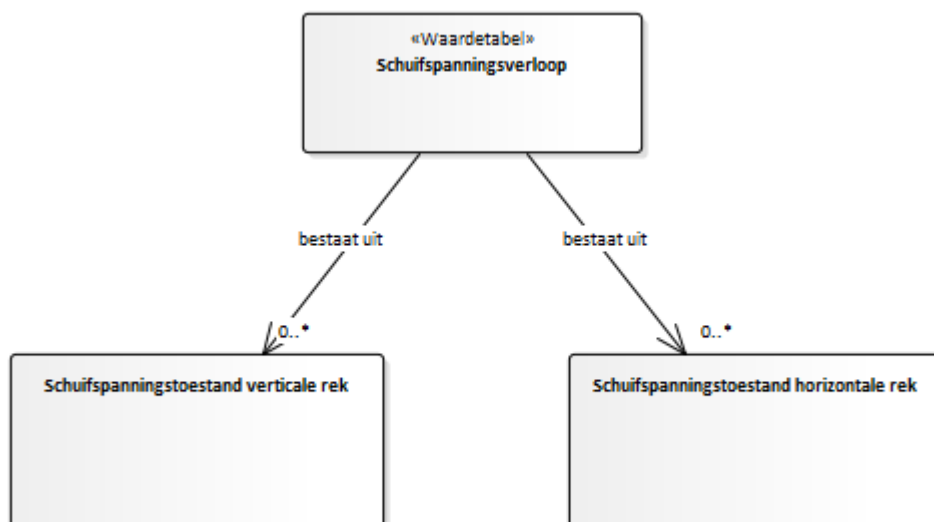 «Waardetabel»
Schuifspanningsverloop
bestaat uit
bestaat uit
0..*
0..*
Schuifspanningstoestand verticale rek
Schuifspanningstoestand horizontale rek